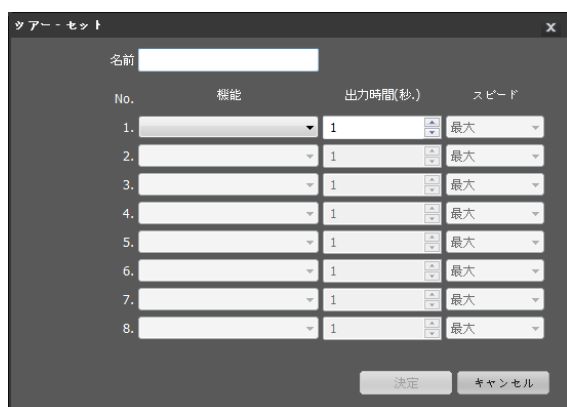 ツアー - セット x
名前
No. 機能 出力時間(秒.) スピード
1. 1 最大
2. 1 最大
3. 1 最大
4. 1 最大
5. 1 最大
6. 1 最大
7. 1 最大
8. 1 最大
決定 キャンセル